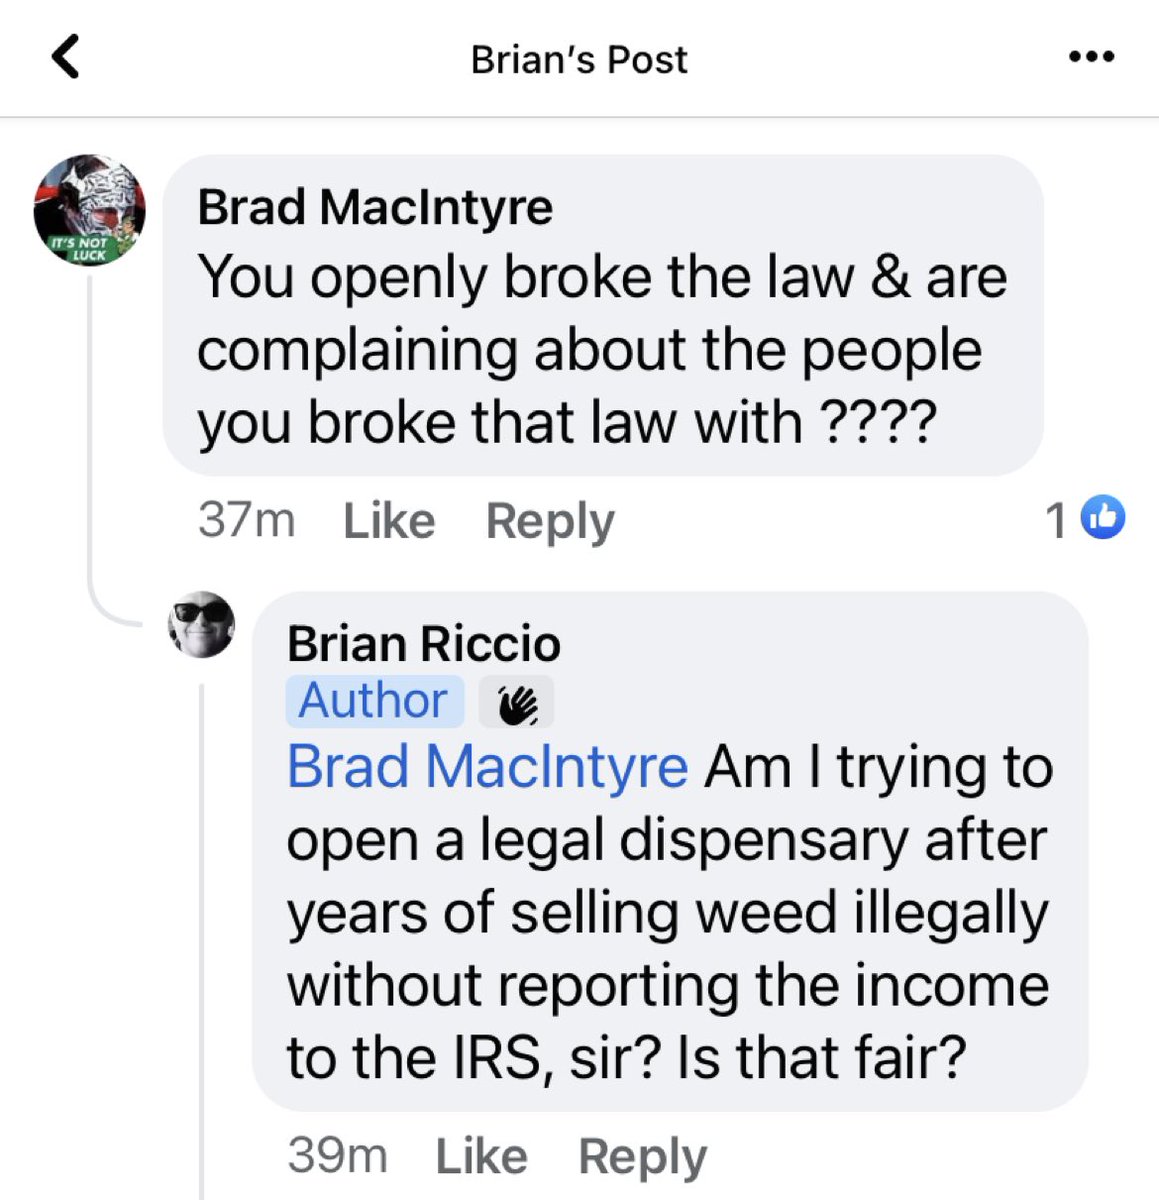 Brian's Post
IT'S NOT
LUCK
Brad MacIntyre
You openly broke the law & are
complaining about the people
you broke that law with ????
37m Like Reply 1
Brian Riccio
Author
Brad MacIntyre Am I trying to
open a legal dispensary after
years of selling weed illegally
without reporting the income
to the IRS, sir? Is that fair?
39m Like Reply